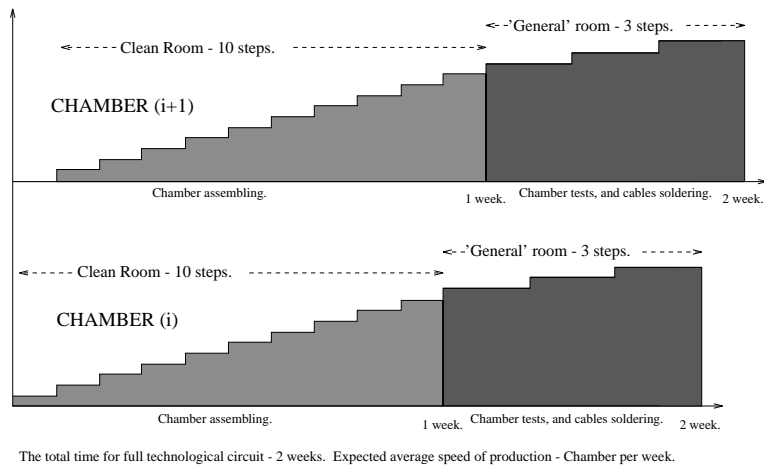 'General' room - 3 steps.
Clean Room - 10 steps.
CHAMBER (i+1)
Chamber assembling.
1 week.
Chamber tests, and cables soldering.
2 week.
'General' room - 3 steps.
Clean Room - 10 steps.
CHAMBER (i)
Chamber assembling.
1 week.
Chamber tests, and cables soldering.
2 week.
The total time for full technological circuit - 2 weeks. Expected average speed of production - Chamber per week.